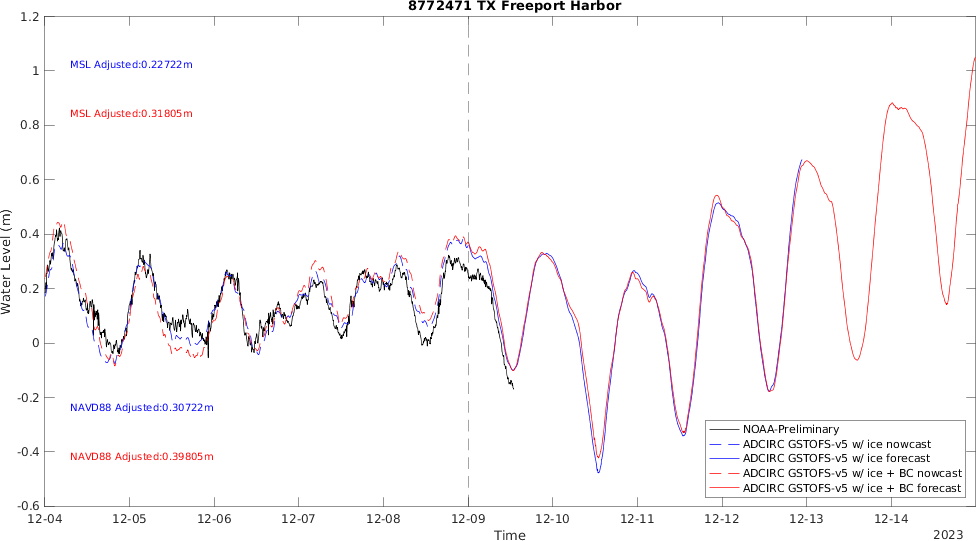 8772471 TX Freeport Harbor
1.2
1
0.8
0.6
0.4
0.2
0
-0.2
-0.4
-0.6
Water Level (m)
MSL Adjusted:0.22722m
MSL Adjusted:0.31805m
NAVD88 Adjusted:0.30722m
NAVD88 Adjusted:0.39805m
NOAA-Preliminary
ADCIRC GSTOFS-v5 w/ ice nowcast
ADCIRC GSTOFS-v5 w/ ice forecast
ADCIRC GSTOFS-v5 w/ ice + BC nowcast
ADCIRC GSTOFS-v5 w/ ice + BC forecast
12-04 12-05 12-06 12-07 12-08 12-09 12-10 12-11 12-12 12-13 12-14
Time
2023